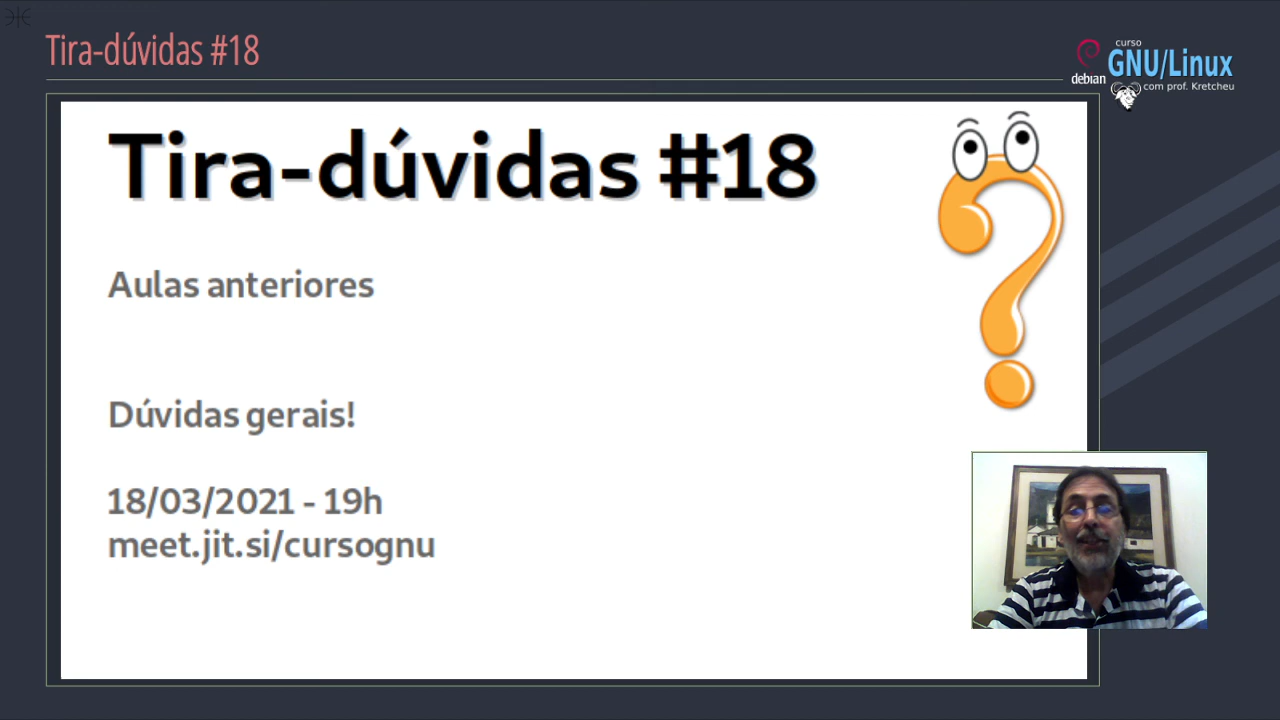 Tira-dúvidas #18
curso
GNU/Linux
debian
com prof. Kretcheu
Tira-dúvidas #18
Aulas anteriores
Dúvidas gerais!
18/03/2021 - 19h
meet.jit.si/cursognu